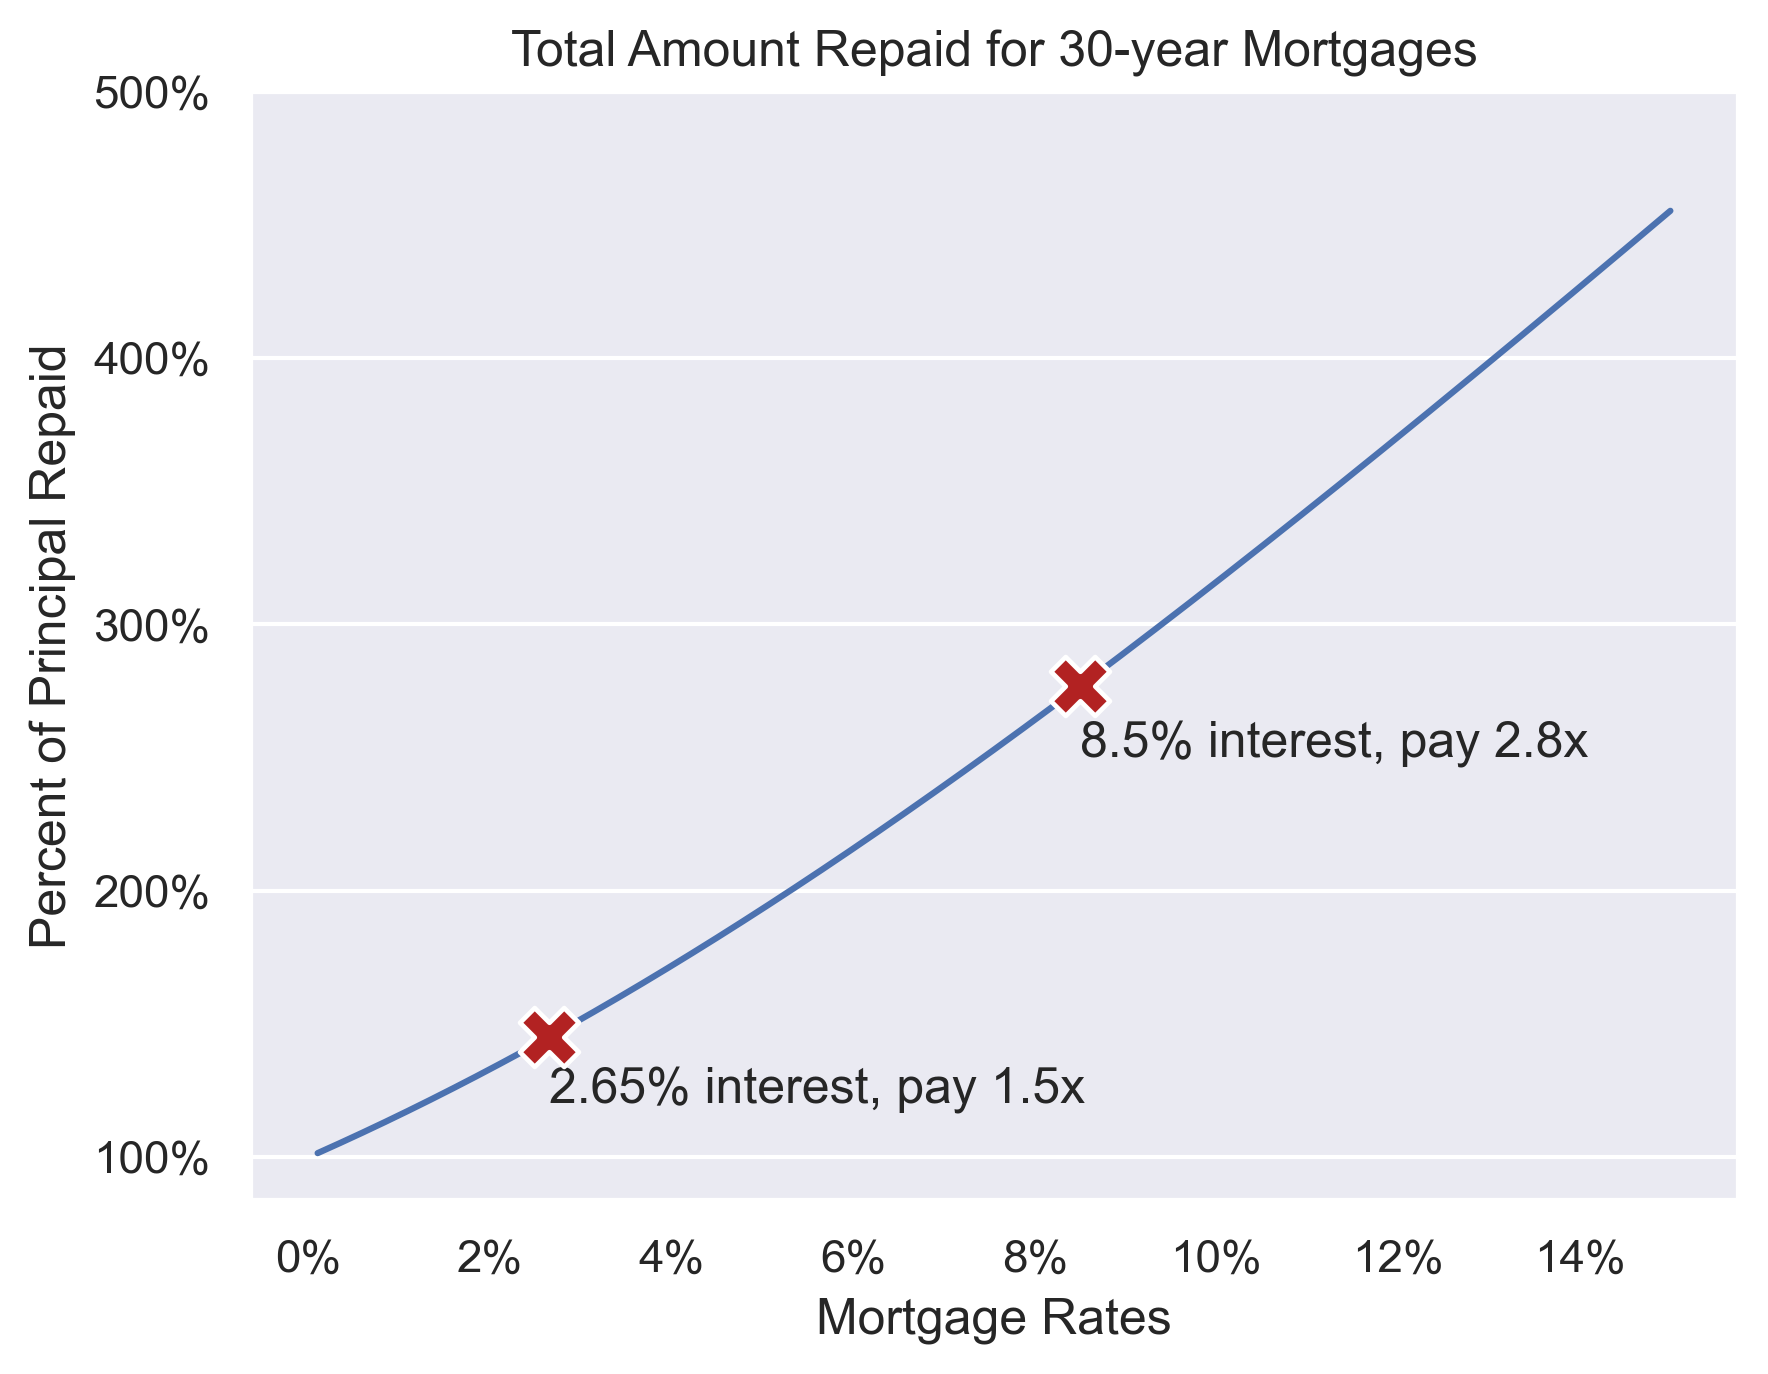 Total Amount Repaid for 30-year Mortgages
500%
400%
300%
200%
100%
Percent of Principal Repaid
8.5% interest, pay 2.8x
2.65% interest, pay 1.5x
0% 2% 4% 6% 8% 10% 12% 14%
Mortgage Rates